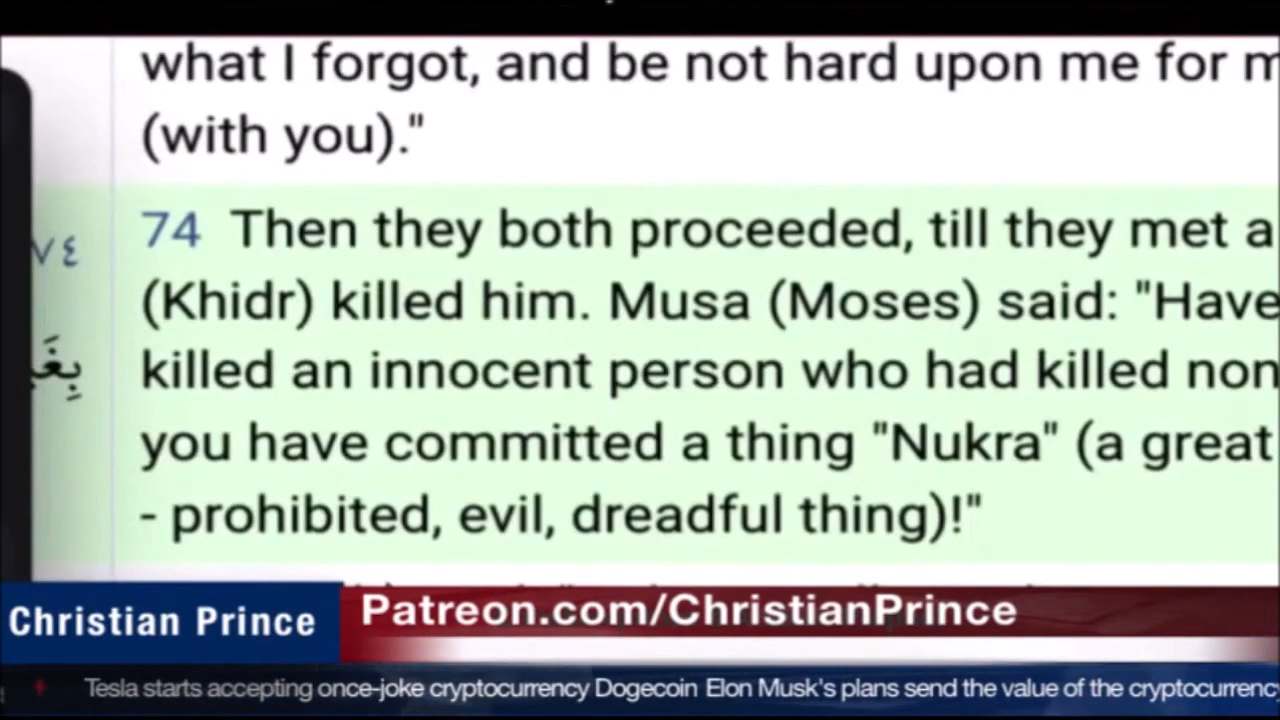 what I forgot, and be not hard upon me for m
(with you)."
74 Then they both proceeded, till they met a
٧٤
(Khidr) killed him. Musa (Moses) said: "Have
killed an innocent person who had killed non
بِغَ
you have committed a thing "Nukra" (a great
- prohibited, evil, dreadful thing)!"
Christian Prince
Patreon.com/ChristianPrince
Tesla starts accepting once-joke cryptocurrency Dogecoin Elon Musk's plans send the value of the cryptocurrenc